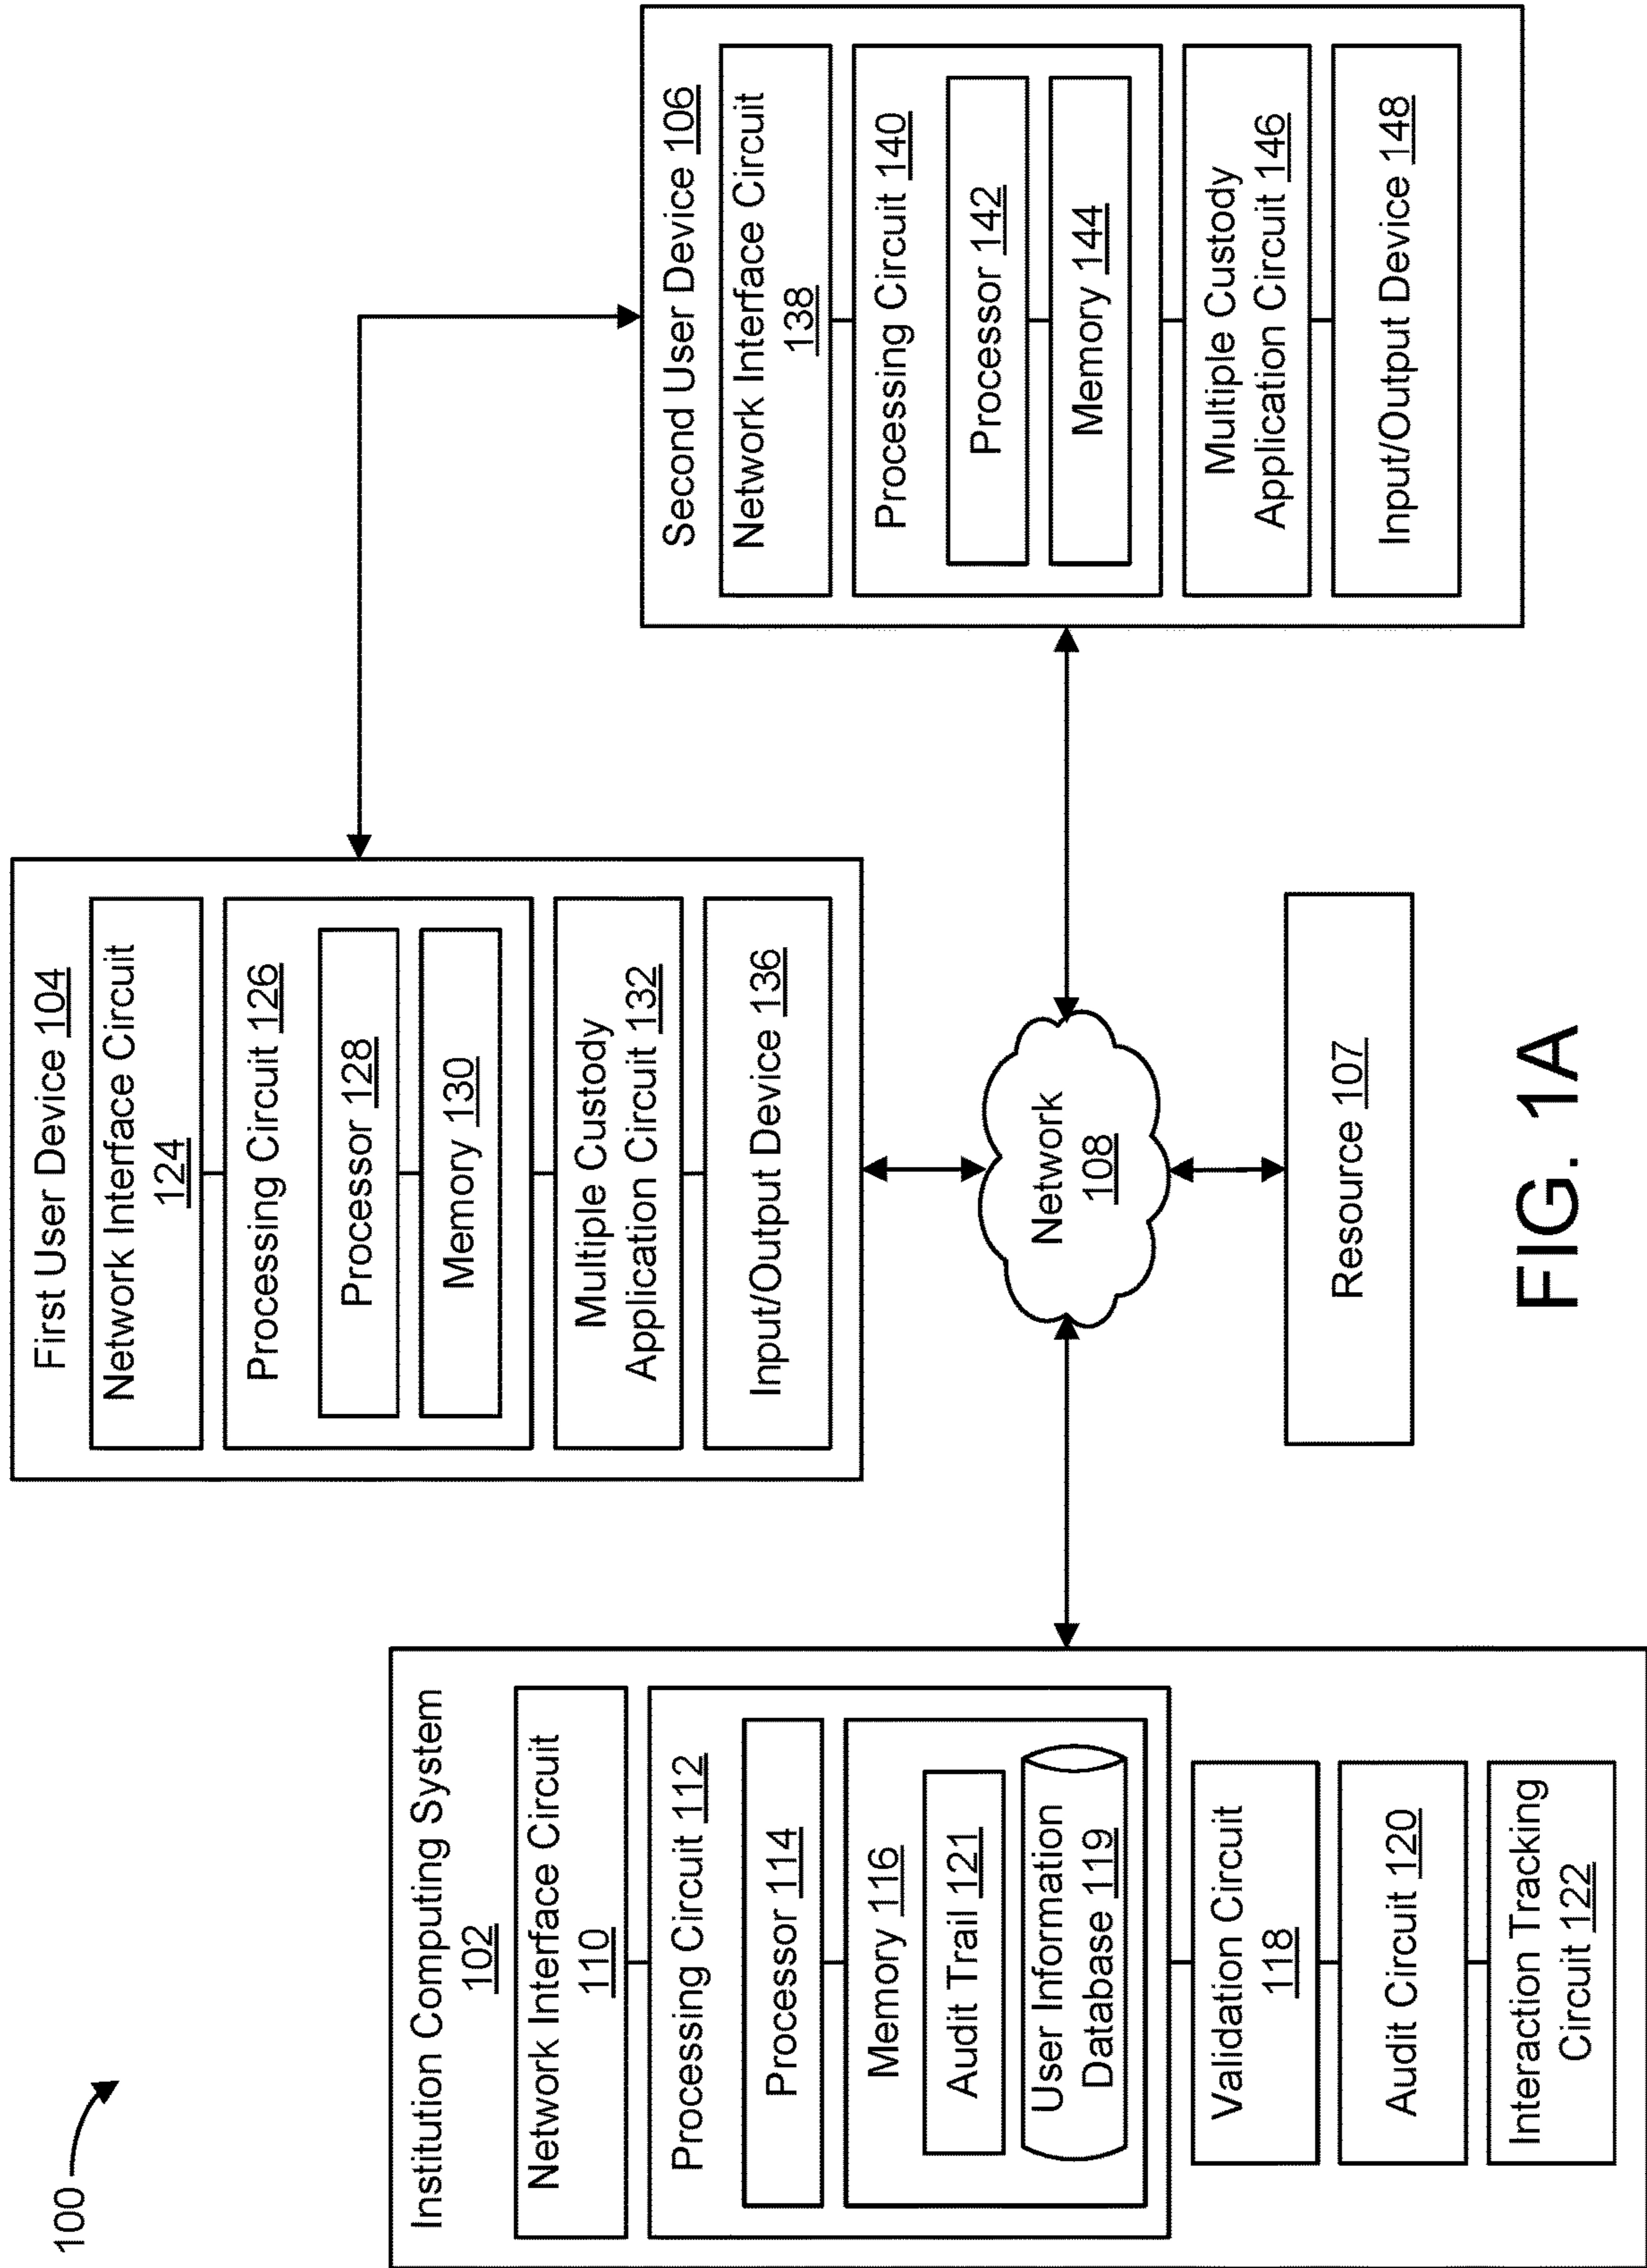 100
Institution Computing System
102
Network Interface Circuit
110
Processing Circuit 112
Processor 114
Memory 116
Audit Trail 121
User Information
Database 119
Validation Circuit
118
Audit Circuit 120
Interaction Tracking
Circuit 122
First User Device 104
Network Interface Circuit
124
Processing Circuit 126
Processor 128
Memory 130
Multiple Custody
Application Circuit 132
Input/Output Device 136
Network
108
Resource 107
Second User Device 106
Network Interface Circuit
138
Processing Circuit 140
Processor 142
Memory 144
Multiple Custody
Application Circuit 146
Input/Output Device 148
FIG. 1A